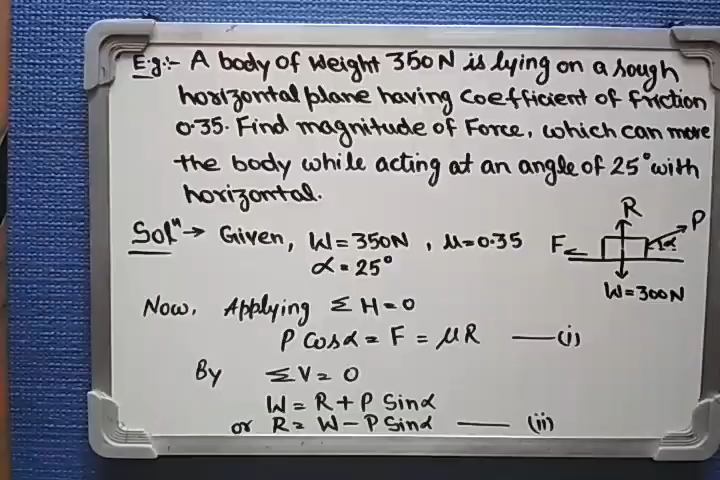 E.g:- A body of weight 350N is lying on a rough
horizontal plane having coefficient of friction
0.35. Find magnitude of Force, which can move
the body while acting at an angle of 25° with
horizontal.
Solⁿ → Given, W=350N , μ=0.35
α=25°
R
P
F
α
W=300N
Now, Applying ΣH=0
P Cosα = F = μR —(i)
By ΣV=0
W = R+P Sinα
or R= W-P Sinα — (ii)